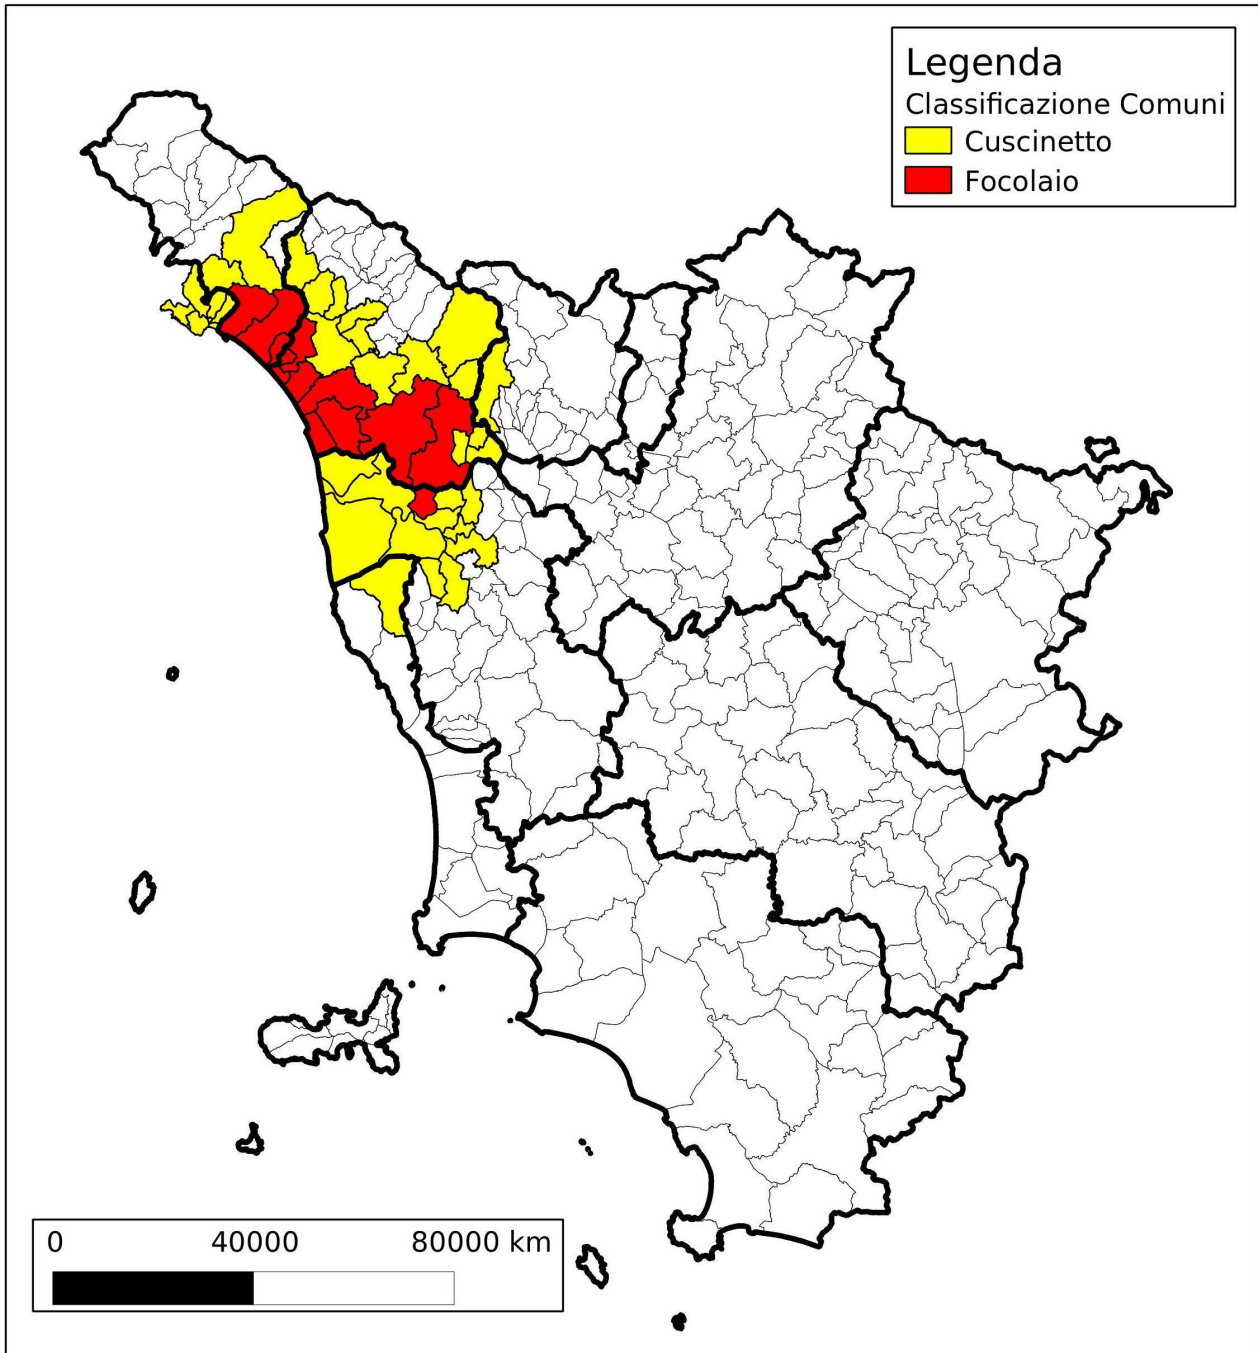 Legenda
Classificazione Comuni
Cuscinetto
Focolaio
0 40000 80000 km